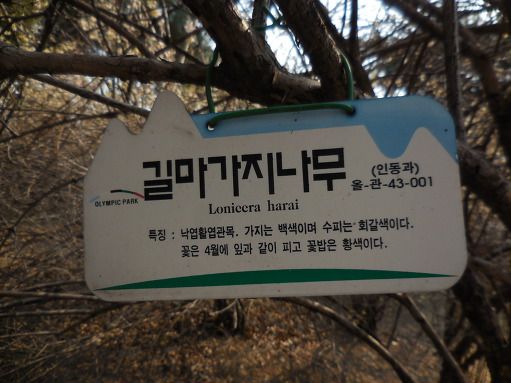 길마가지나무
(인동과)
올-관-43-001
OLYMPIC PARK
Lonicera harai
특징 : 낙엽활엽관목. 가지는 백색이며 수피는 회갈색이다.
꽃은 4월에 잎과 같이 피고 꽃밥은 황색이다.